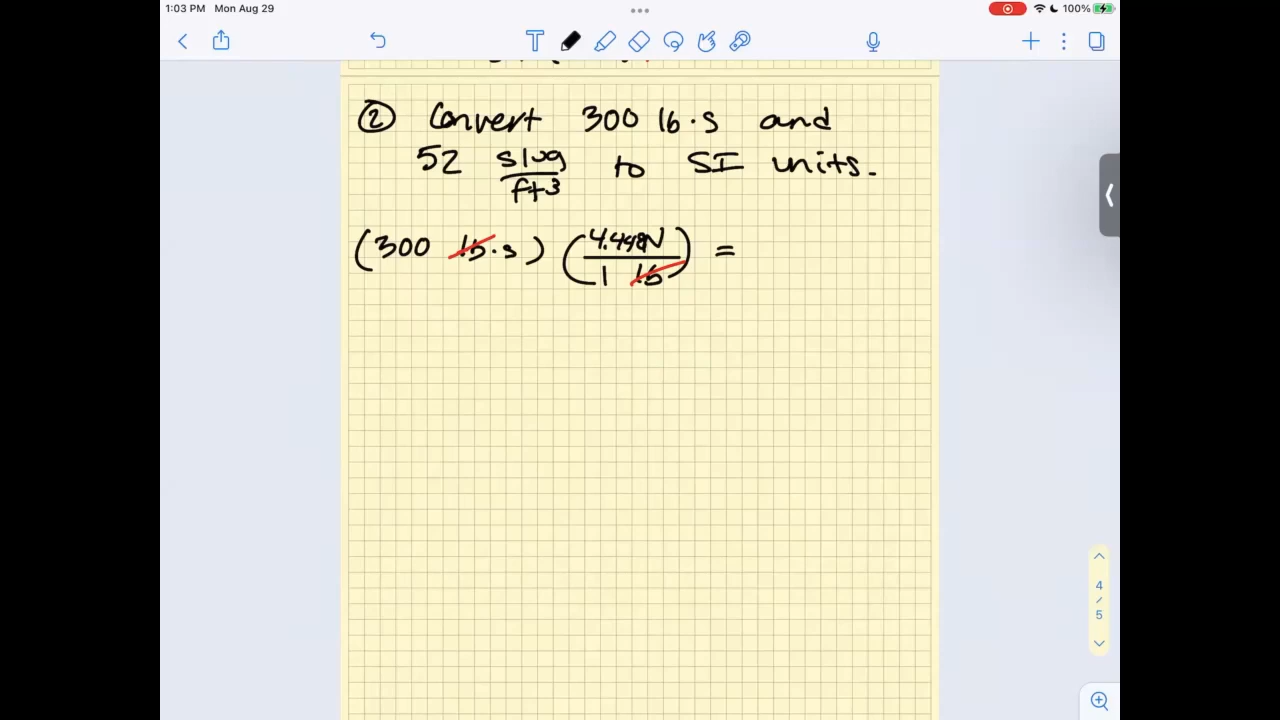 1:03 PM Mon Aug 29
100%
② Convert 300 lb·s and
52 slug/ft3 to SI units.
(300 lb·s) (4.448N/1 lb) =
4
/
5